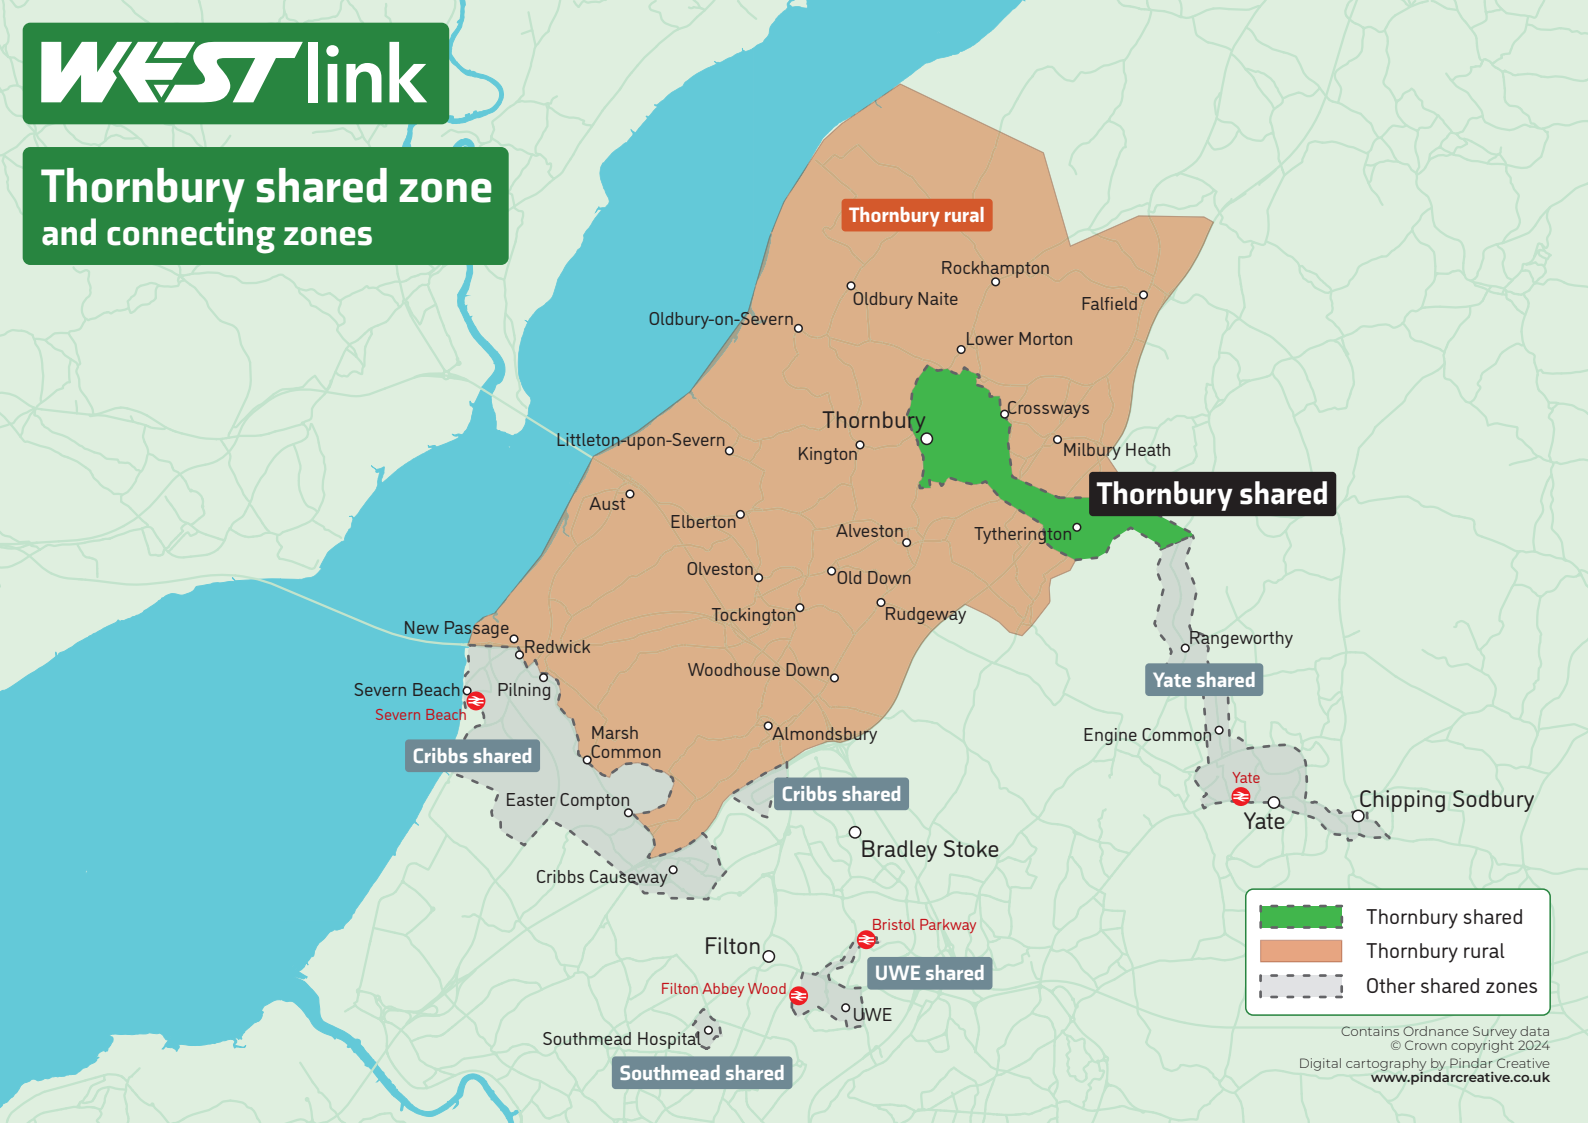 WEST link
Thornbury shared zone
and connecting zones
Thornbury rural
Rockhampton
Oldbury Naite
Falfield
Oldbury-on-Severn
Lower Morton
Crossways
Thornbury
Littleton-upon-Severn
Kington
Milbury Heath
Thornbury shared
Aust
Elberton
Alveston
Tytherington
Olveston
Old Down
Tockington
Rudgeway
New Passage
Redwick
Rangeworthy
Woodhouse Down
Yate shared
Severn Beach
Pilning
Severn Beach
Marsh
Common
Almondsbury
Engine Common
Cribbs shared
Yate
Cribbs shared
Easter Compton
Chipping Sodbury
Yate
Bradley Stoke
Cribbs Causeway
Bristol Parkway
Filton
UWE shared
Filton Abbey Wood
UWE
Southmead Hospital
Southmead shared
Thornbury shared
Thornbury rural
Other shared zones
Contains Ordnance Survey data
© Crown copyright 2024
Digital cartography by Pindar Creative
www.pindarcreative.co.uk